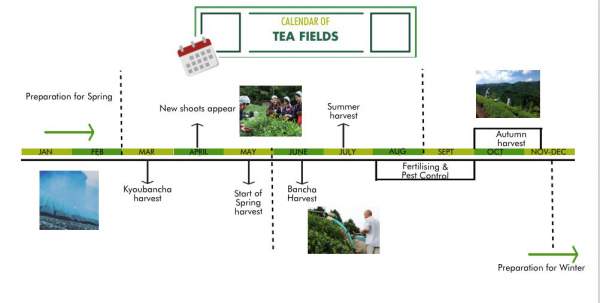 CALENDAR OF
TEA FIELDS
Preparation for Spring
New shoots appear
Summer
harvest
Autumn
harvest
JAN FEB MAR APRIL MAY JUNE JULY AUG SEPT OCT NOV-DEC
Kyoubancha
harvest
Start of
Spring
harvest
Bancha
Harvest
Fertilising &
Pest Control
Preparation for Winter